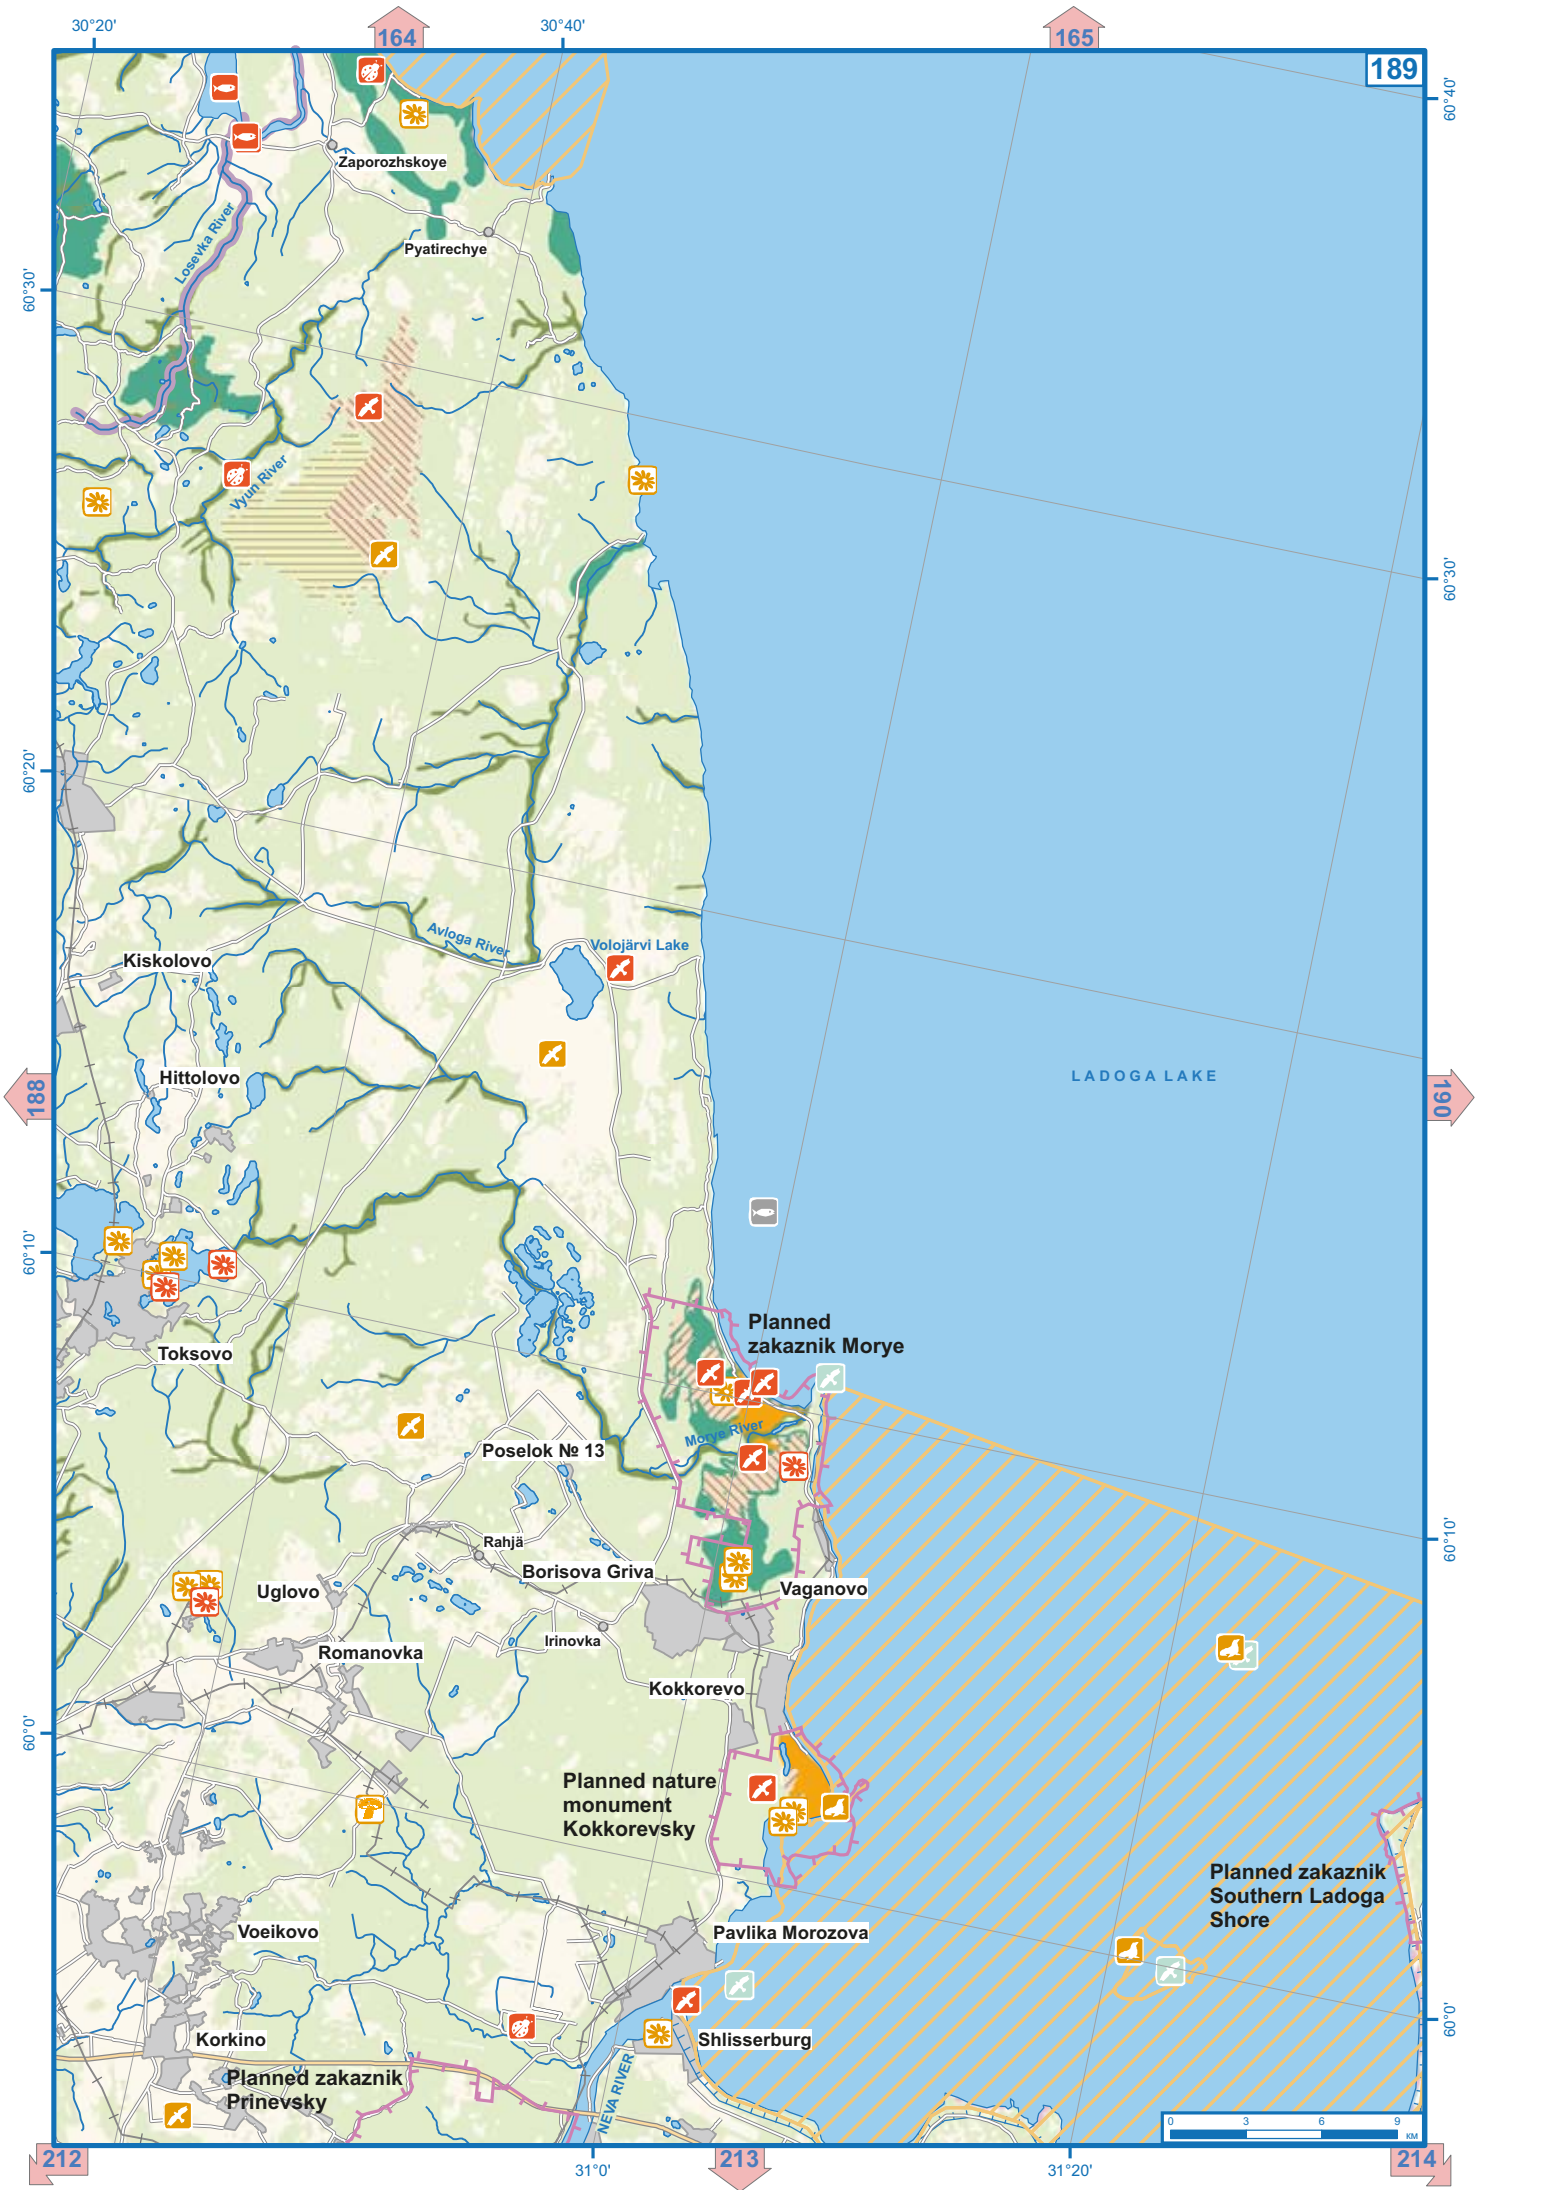 30°20'
164
30°40'
165
189
60°40'
Zaporozhskoye
Losevka River
Pyatirechye
60°30'
Vyun River
60°30'
60°20'
Avloga River
Volojärvi Lake
Kiskolovo
LADOGA LAKE
Hittolovo
188
190
60°10'
Planned
zakaznik Morye
Toksovo
Morye River
Poselok № 13
60°10'
Rahjä
Borisova Griva
Uglovo
Vaganovo
Irinovka
Romanovka
Kokkorevo
60°0'
Planned nature
monument
Kokkorevsky
Planned zakaznik
Southern Ladoga
Shore
Voeikovo
Pavlika Morozova
60°0'
Korkino
Shlisserburg
Planned zakaznik
Prinevsky
NEVA RIVER
0 3 6 9
км
212
213
214
31°0'
31°20'